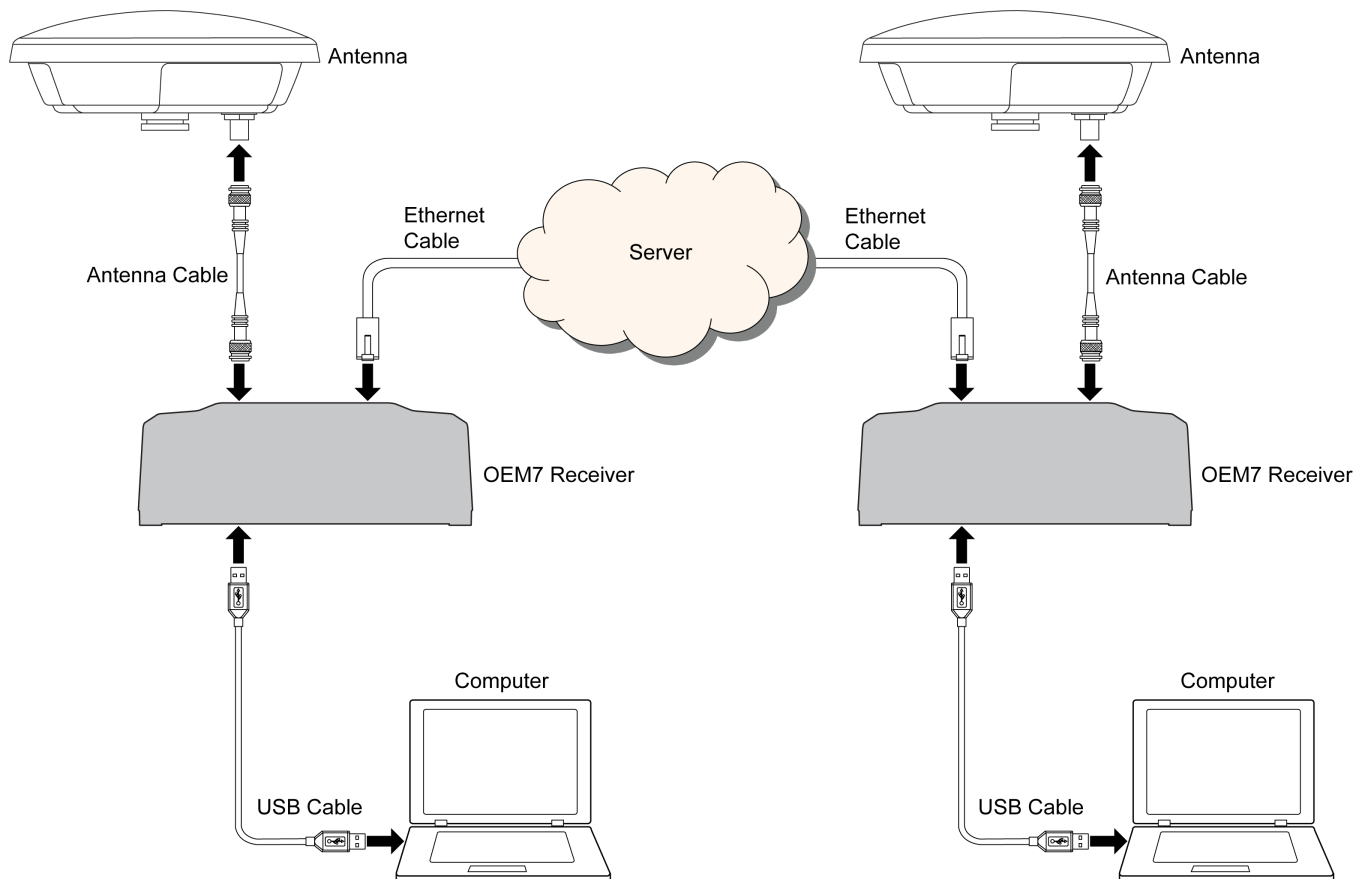 Antenna
Antenna
Ethernet
Cable
Server
Ethernet
Cable
Antenna Cable
Antenna Cable
OEM7 Receiver
OEM7 Receiver
Computer
Computer
USB Cable
USB Cable